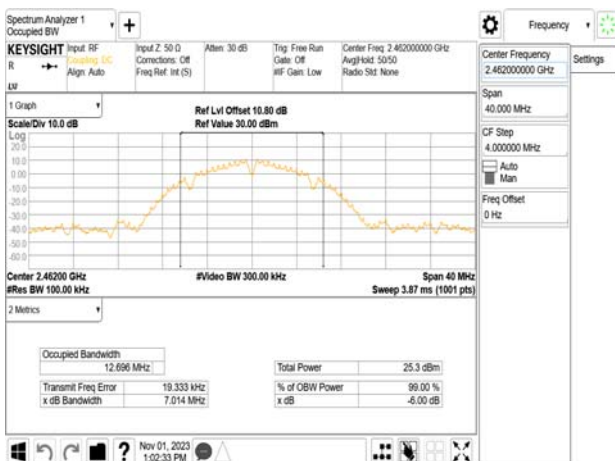 Spectrum Analyzer 1
Occupied BW
+
Frequency
KEYSIGHT
R
LXI
Input: RF
Coupling: DC
Align: Auto
Input Z: 50 Ω
Corrections: Off
Freq Ref: Int (S)
Atten: 30 dB
Trig: Free Run
Gate: Off
#IF Gain: Low
Center Freq: 2.462000000 GHz
Avg|Hold: 50/50
Radio Std: None
Center Frequency
2.462000000 GHz
Settings
Span
40.000 MHz
CF Step
4.000000 MHz
Auto
Man
Freq Offset
0 Hz
1 Graph
Scale/Div 10.0 dB
Ref Lvl Offset 10.80 dB
Ref Value 30.00 dBm
Log
20.0
10.0
0.00
-10.0
-20.0
-30.0
-40.0
-50.0
-60.0
Center 2.46200 GHz
#Res BW 100.00 kHz
#Video BW 300.00 kHz
Span 40 MHz
Sweep 3.87 ms (1001 pts)
2 Metrics
Occupied Bandwidth
12.696 MHz
Total Power 25.3 dBm
Transmit Freq Error 19.333 kHz
% of OBW Power 99.00 %
x dB Bandwidth 7.014 MHz
x dB -6.00 dB
?
Nov 01, 2023
1:02:33 PM